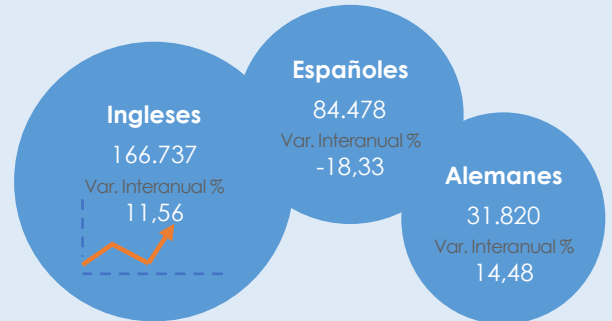 Ingleses
166.737
Var. Interanual %
11,56
Españoles
84.478
Var. Interanual %
-18,33
Alemanes
31.820
Var. Interanual %
14,48